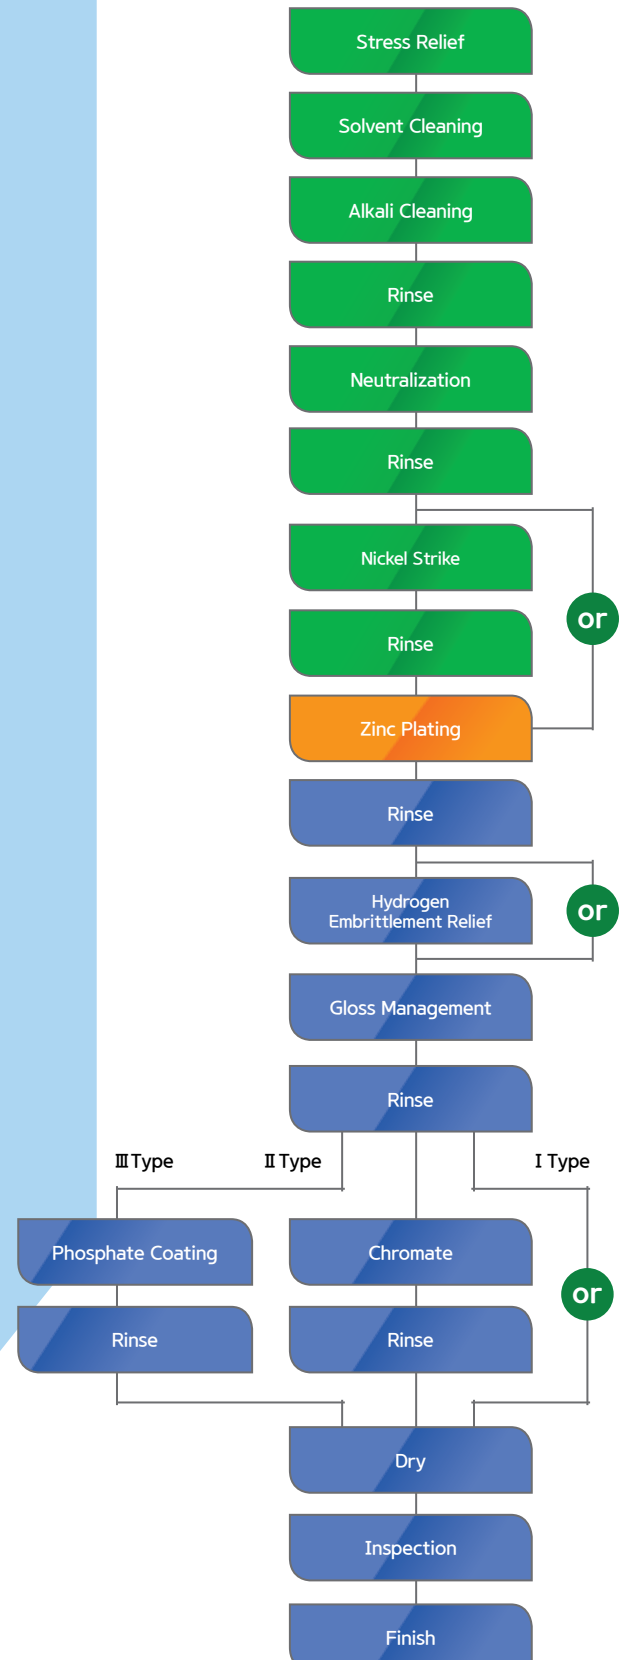 Stress Relief
Solvent Cleaning
Alkali Cleaning
Rinse
Neutralization
Rinse
Nickel Strike
or
Rinse
Zinc Plating
Rinse
Hydrogen
Embrittlement Relief
or
Gloss Management
Rinse
Ⅲ Type
Ⅱ Type
Ⅰ Type
Phosphate Coating
Chromate
or
Rinse
Rinse
Dry
Inspection
Finish